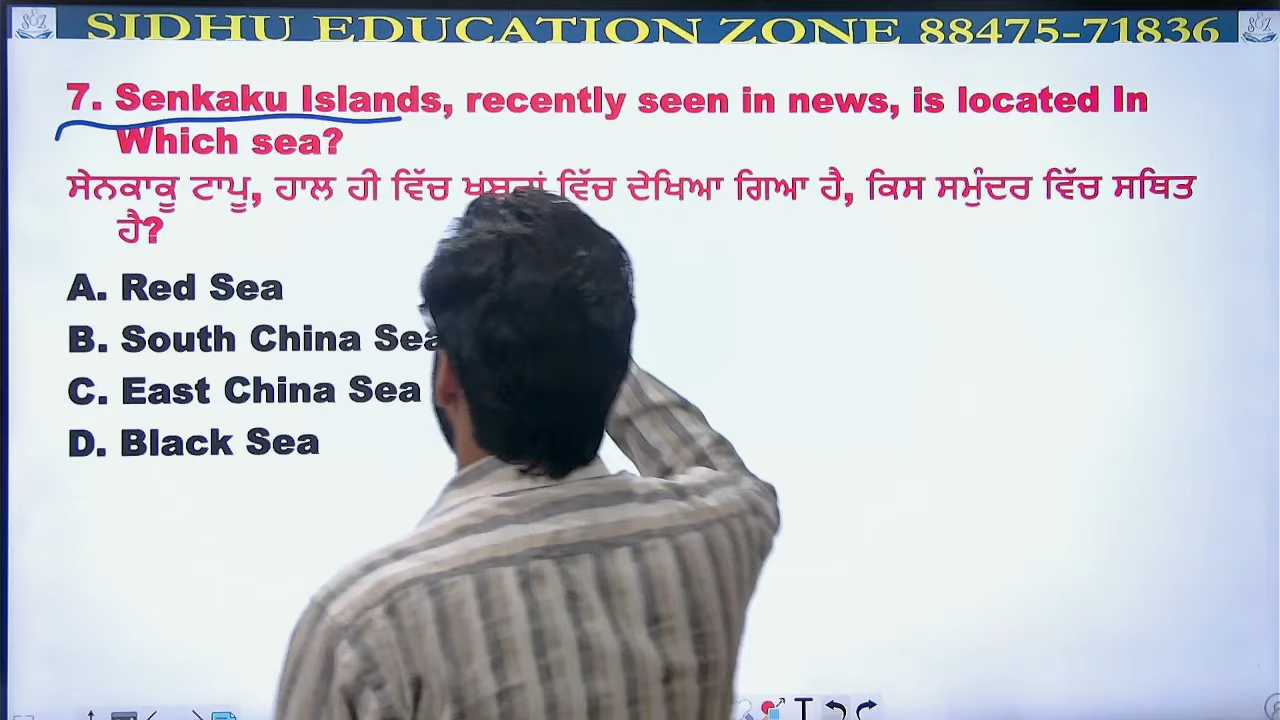 SIDHU EDUCATION ZONE 88475-71836
7. Senkaku Islands, recently seen in news, is located In
Which sea?
ਸੇਨਕਾਕੂ ਟਾਪੂ, ਹਾਲ ਹੀ ਵਿੱਚ ਖਬਰਾਂ ਵਿੱਚ ਦੇਖਿਆ ਗਿਆ ਹੈ, ਕਿਸ ਸਮੁੰਦਰ ਵਿੱਚ ਸਥਿਤ
ਹੈ?
A. Red Sea
B. South China Sea
C. East China Sea
D. Black Sea